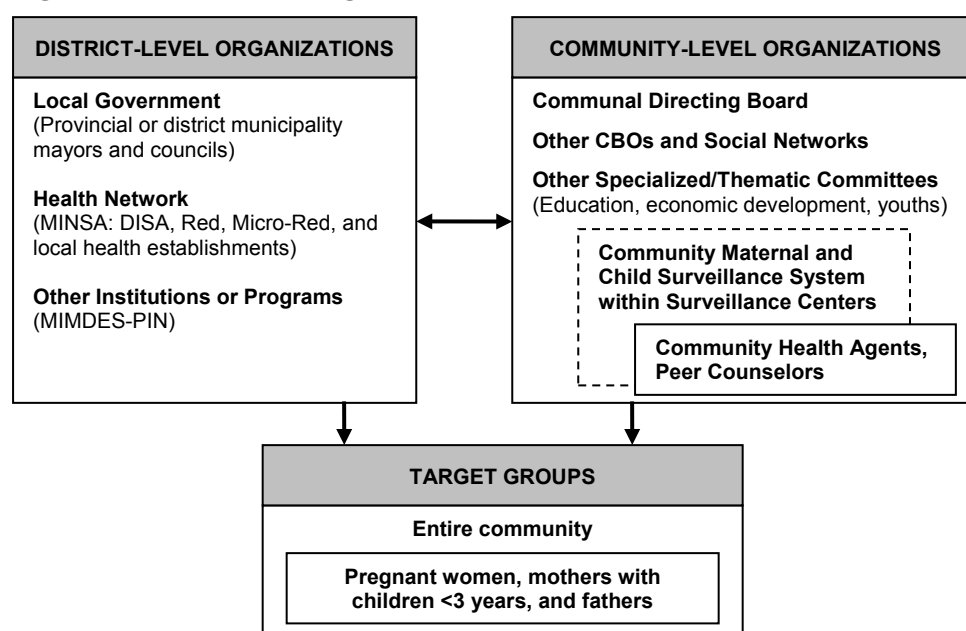 DISTRICT-LEVEL ORGANIZATIONS
Local Government
(Provincial or district municipality
mayors and councils)
Health Network
(MINSA: DISA, Red, Micro-Red, and
local health establishments)
Other Institutions or Programs
(MIMDES-PIN)
COMMUNITY-LEVEL ORGANIZATIONS
Communal Directing Board
Other CBOs and Social Networks
Other Specialized/Thematic Committees
(Education, economic development, youths)
Community Maternal and
Child Surveillance System
within Surveillance Centers
Community Health Agents,
Peer Counselors
TARGET GROUPS
Entire community
Pregnant women, mothers with
children <3 years, and fathers